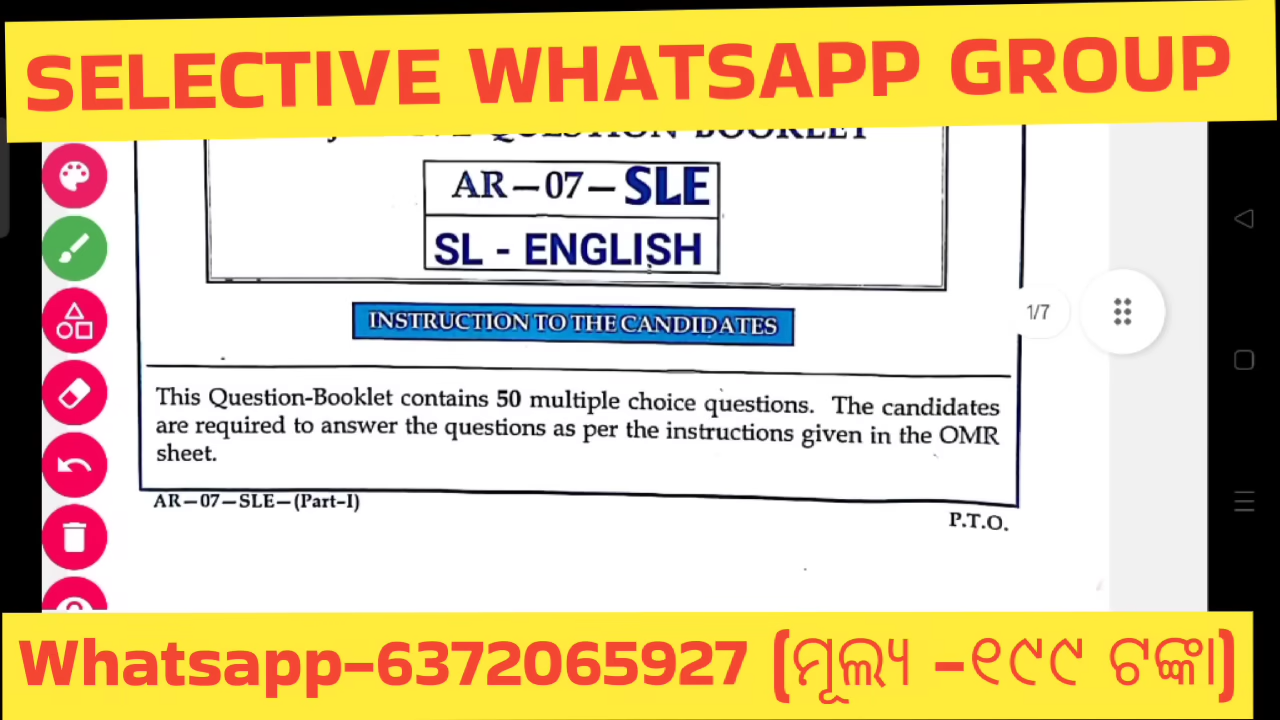 SELECTIVE WHATSAPP GROUP
QUESTION BOOKLET
AR-07-SLE
SL - ENGLISH
INSTRUCTION TO THE CANDIDATES
1/7
This Question-Booklet contains 50 multiple choice questions. The candidates
are required to answer the questions as per the instructions given in the OMR
sheet.
AR-07-SLE-(Part-I)
P.T.O.
Whatsapp-6372065927 (ମୂଲ୍ୟ -୧୯୯ ଟଙ୍କା)